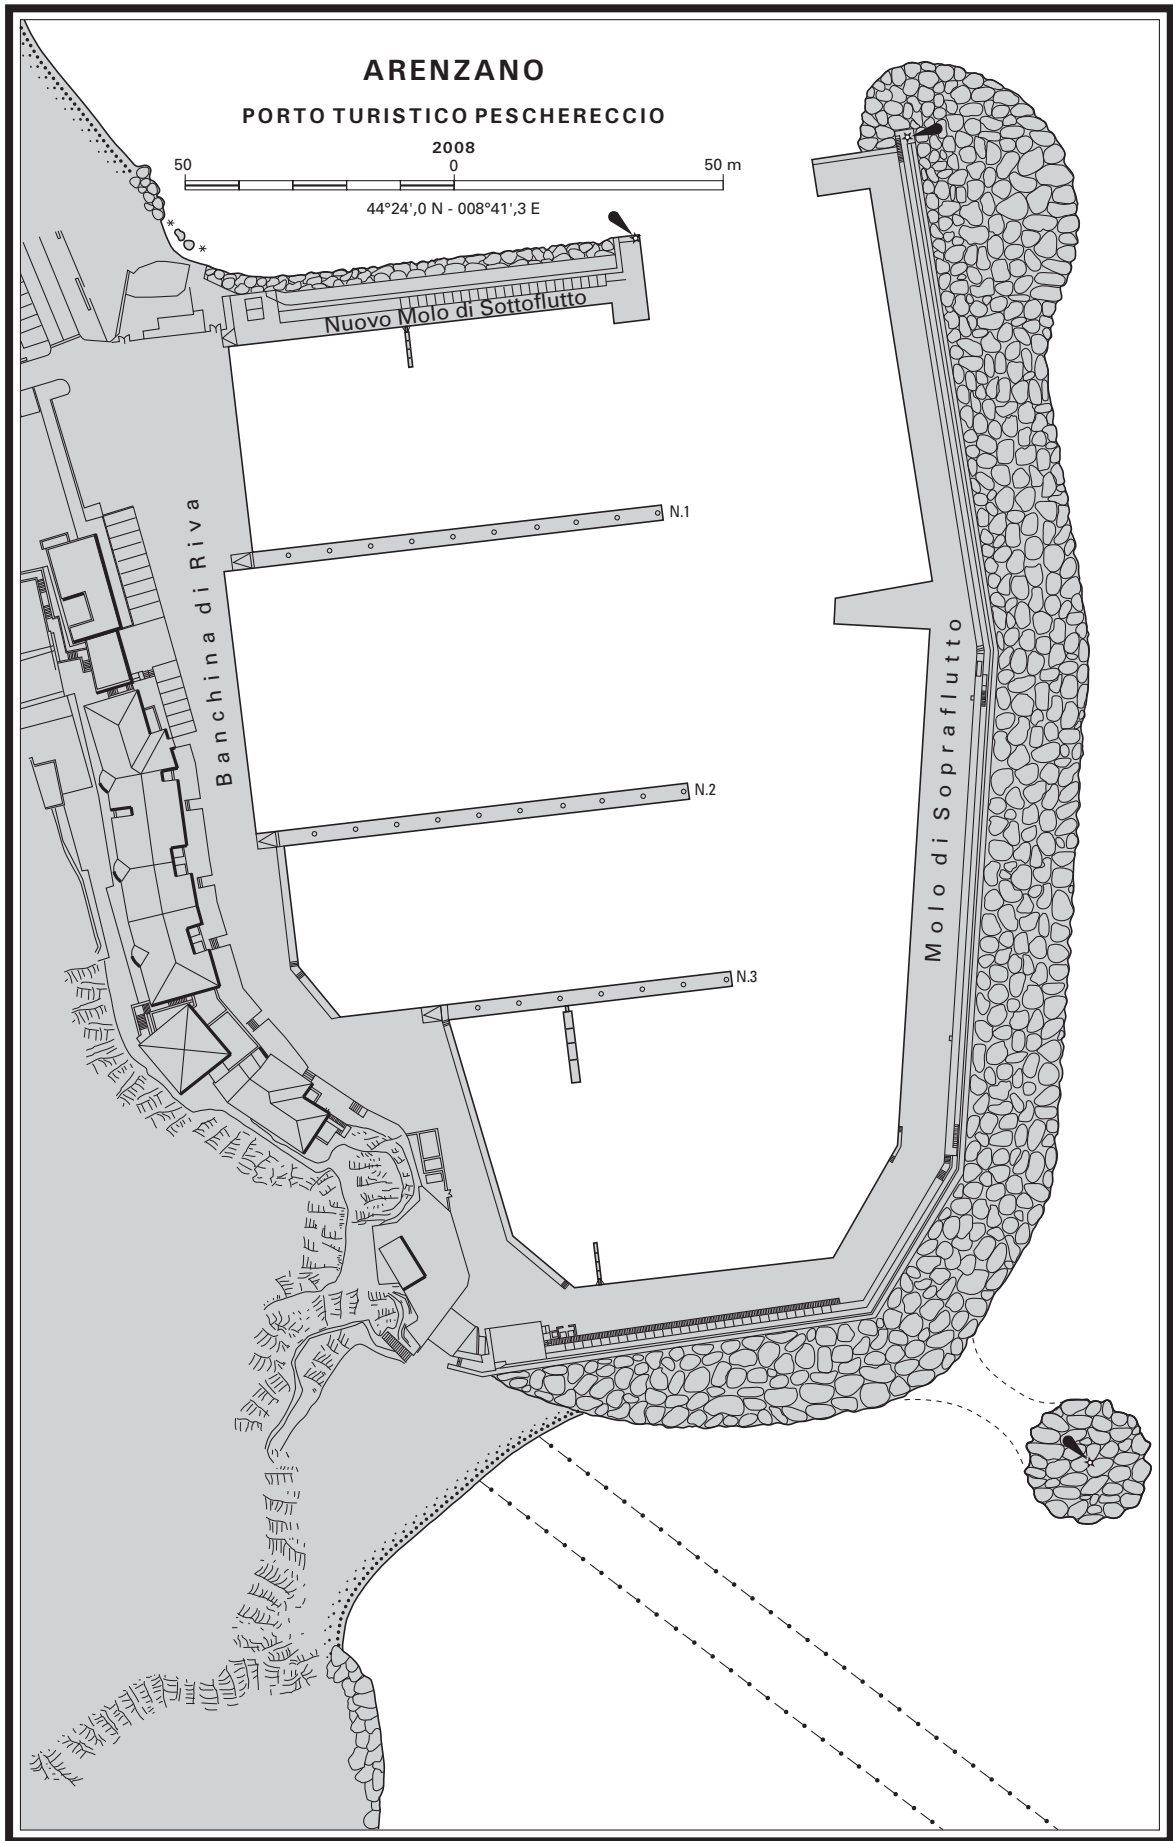 ARENZANO
PORTO TURISTICO PESCHERECCIO
2008
50 0 50 m
44°24',0 N - 008°41',3 E
Nuovo Molo di Sottoflutto
N.1
Banchina di Riva
Molo di Sopraflutto
N.2
N.3